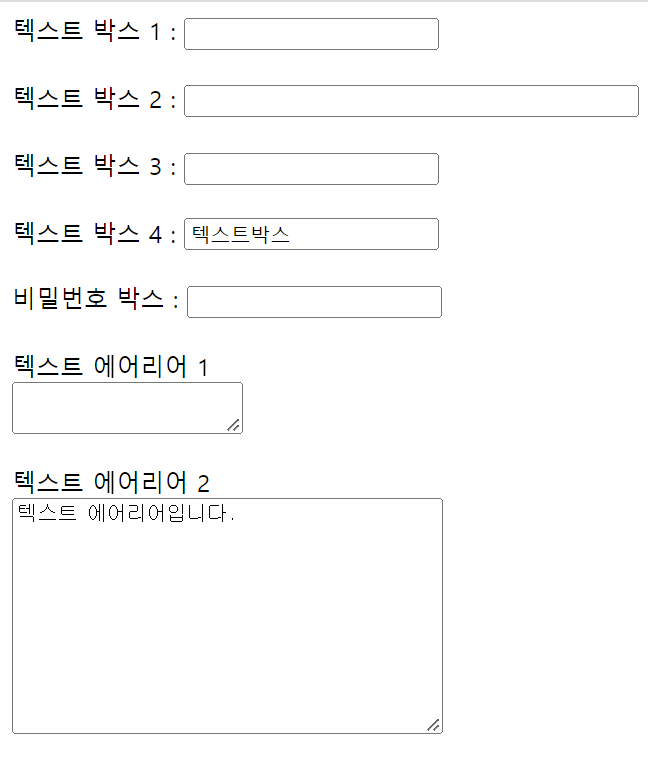 텍스트 박스 1 :
텍스트 박스 2 :
텍스트 박스 3 :
텍스트 박스 4 : 텍스트박스
비밀번호 박스 :
텍스트 에어리어 1
텍스트 에어리어 2
텍스트 에어리어입니다.